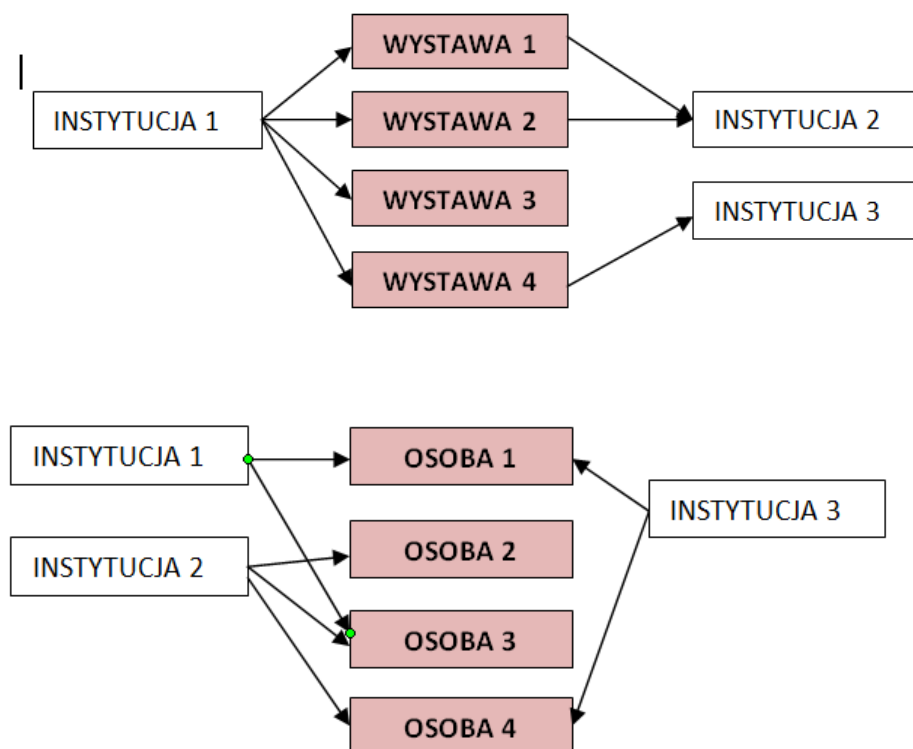 WYSTAWA 1
INSTYTUCJA 1
WYSTAWA 2
INSTYTUCJA 2
WYSTAWA 3
INSTYTUCJA 3
WYSTAWA 4
INSTYTUCJA 1
OSOBA 1
INSTYTUCJA 3
INSTYTUCJA 2
OSOBA 2
OSOBA 3
OSOBA 4